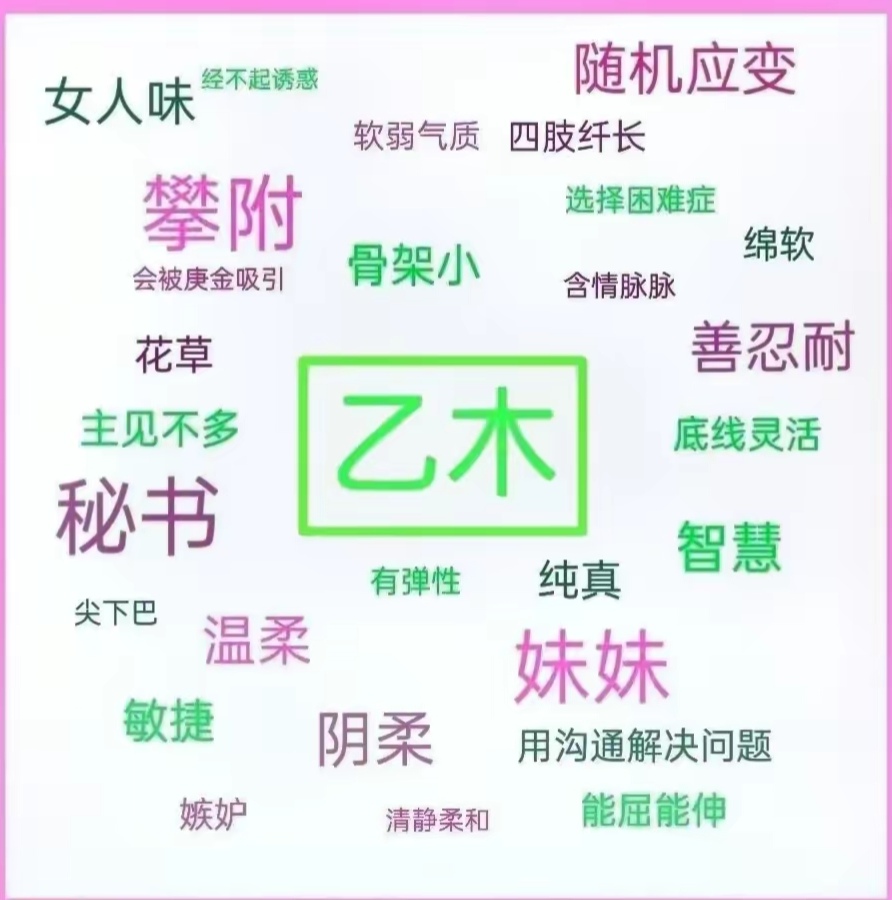 女人味
经不起诱惑
随机应变
软弱气质
四肢纤长
攀附
选择困难症
绵软
骨架小
会被庚金吸引
含情脉脉
花草
善忍耐
主见不多
乙木
底线灵活
秘书
智慧
有弹性
纯真
尖下巴
温柔
妹妹
敏捷
阴柔
用沟通解决问题
嫉妒
清静柔和
能屈能伸